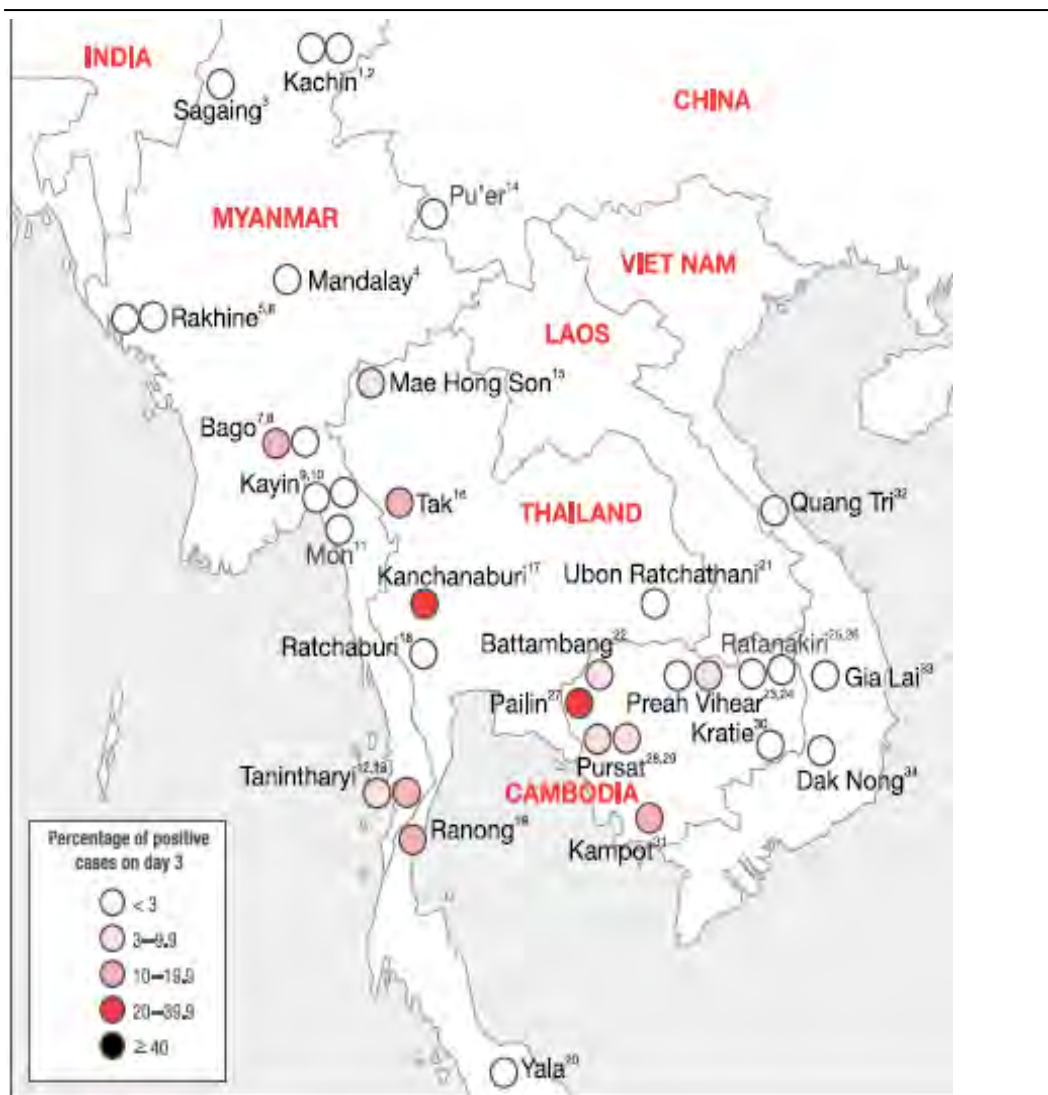 INDIA
Kachin1,2
Sagaing3
CHINA
Pu'er14
MYANMAR
VIET NAM
Mandalay4
Rakhine5,6
LAOS
Mae Hong Son15
Bago7,8
Kayin9,10
Tak16
THAILAND
Quang Tri32
Mon11
Kanchanaburi17
Ubon Ratchathani21
Ratchaburi18
Battambang22
Ratanakiri25,26
Gia Lai33
Pailin27
Preah Vihear23,24
Kratie30
Pursat28,29
Dak Nong34
Tanintharyi12,13
CAMBODIA
Ranong19
Kampot31
Percentage of positive
cases on day 3
< 3
3–9.9
10–19.9
20–39.9
≥ 40
Yala20